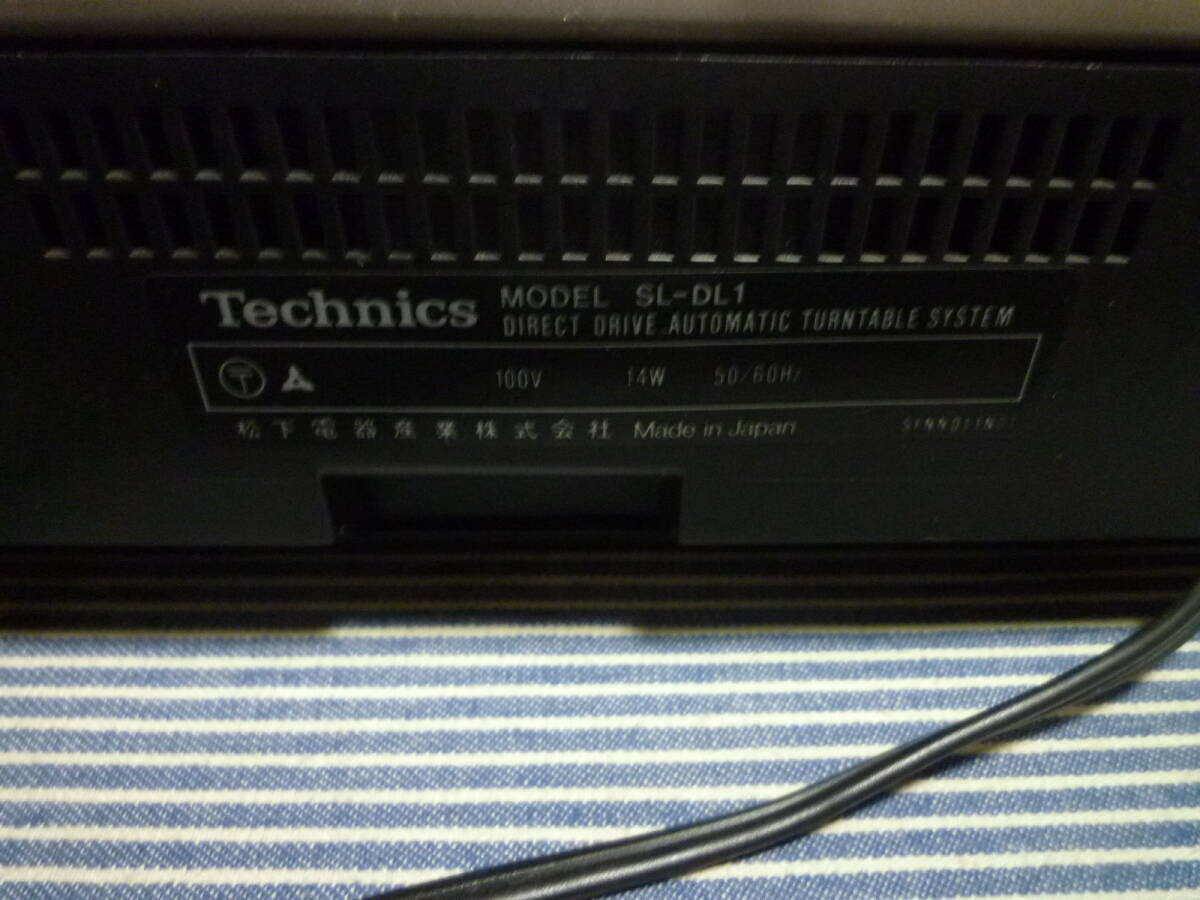 Technics MODEL SL-DL1
DIRECT DRIVE AUTOMATIC TURNTABLE SYSTEM
100V 14W 50/60Hz
松下電器産業株式会社 Made in Japan